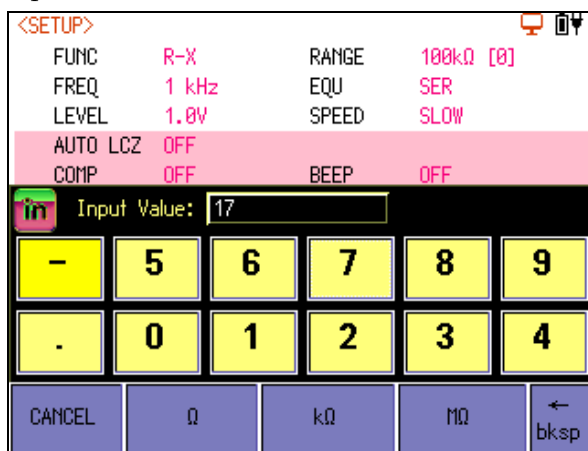 <SETUP>
FUNC R-X RANGE 100kΩ [0]
FREQ 1 kHz EQU SER
LEVEL 1.0V SPEED SLOW
AUTO LCZ OFF
COMP OFF BEEP OFF
in Input Value: 17
- 5 6 7 8 9
. 0 1 2 3 4
CANCEL Ω kΩ MΩ ← bksp